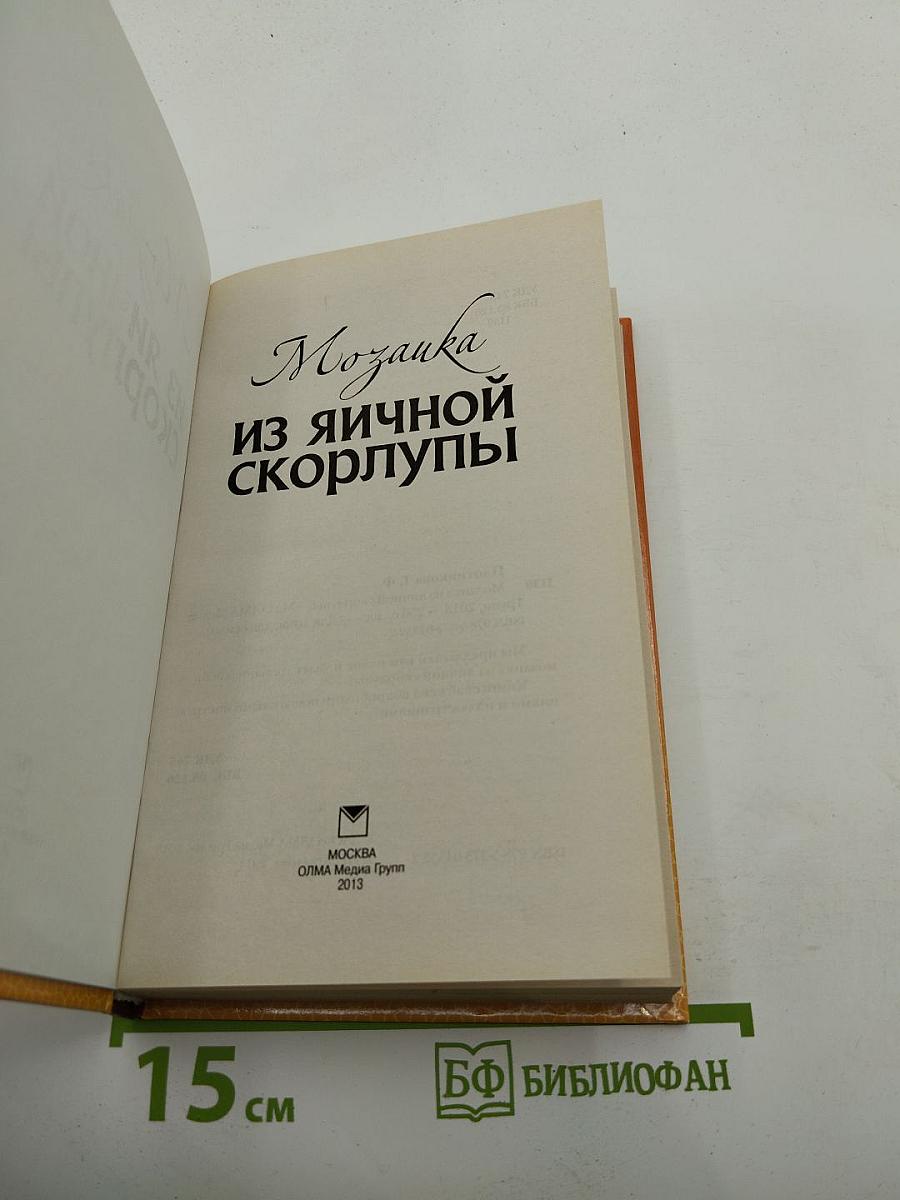 Мозаика
ИЗ ЯИЧНОЙ
СКОРЛУПЫ
МОСКВА
ОЛМА Медиа Групп
2013
15 см
БФ БИБЛИОФАН